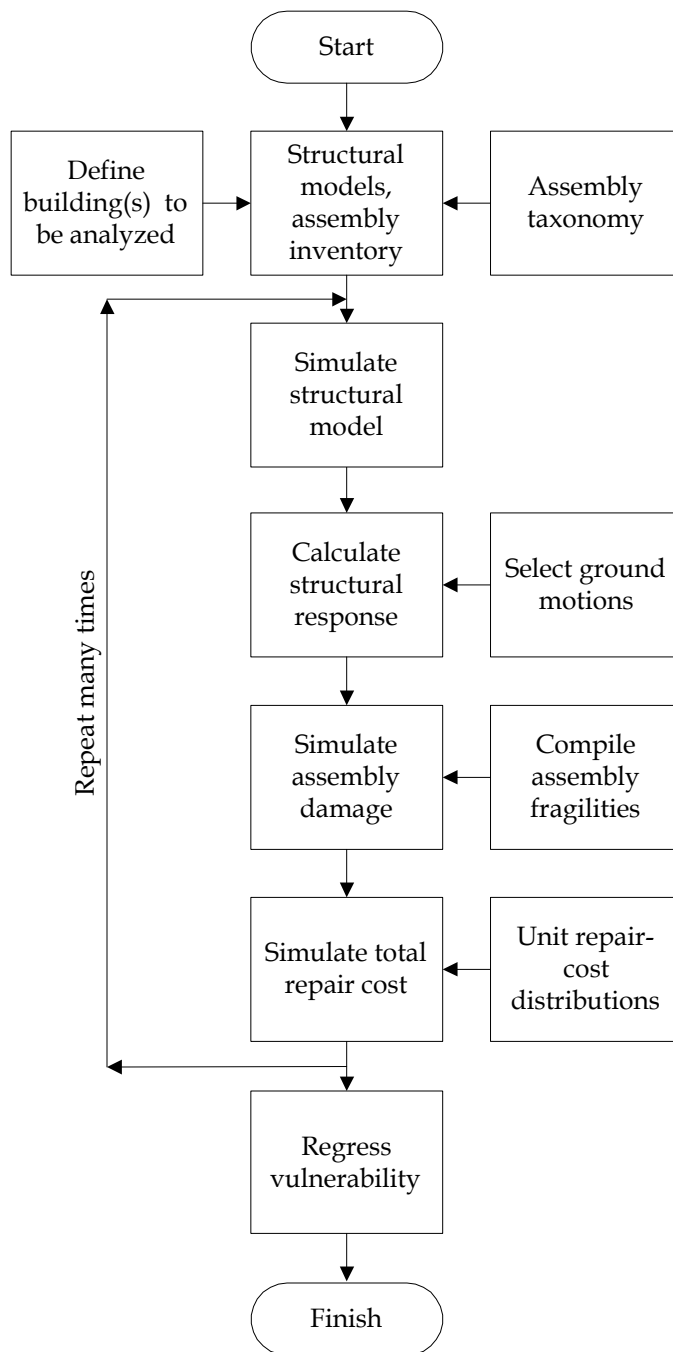 Start
Define
building(s) to
be analyzed
Structural
models,
assembly
inventory
Assembly
taxonomy
Simulate
structural
model
Calculate
structural
response
Select ground
motions
Repeat many times
Simulate
assembly
damage
Compile
assembly
fragilities
Simulate total
repair cost
Unit repair-
cost
distributions
Regress
vulnerability
Finish